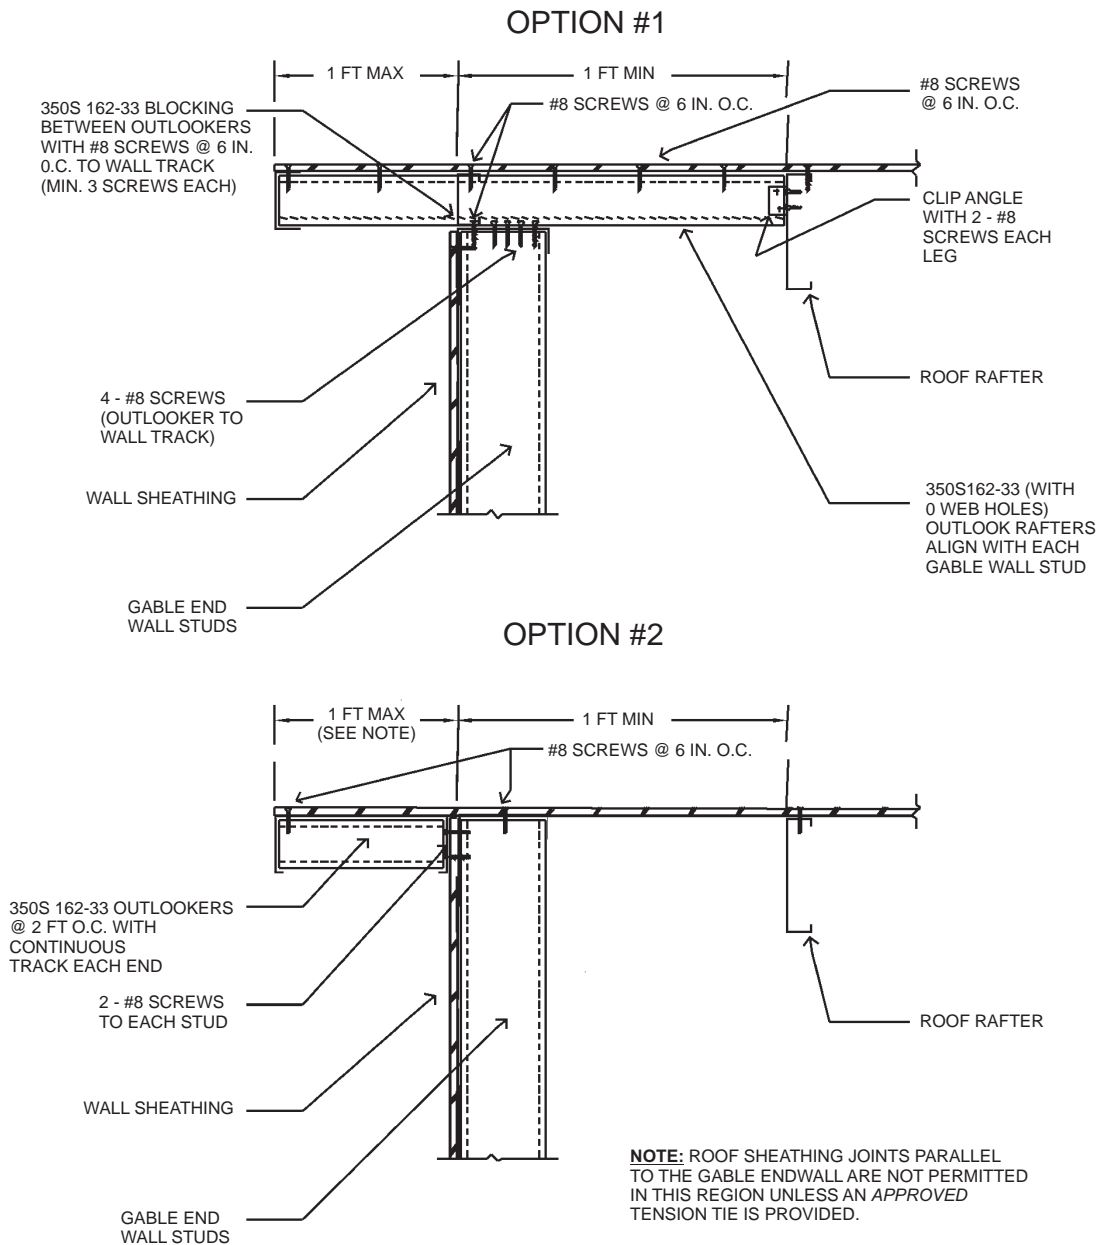 OPTION #1
1 FT MAX
1 FT MIN
350S 162-33 BLOCKING
BETWEEN OUTLOOKERS
WITH #8 SCREWS @ 6 IN.
0.C. TO WALL TRACK
(MIN. 3 SCREWS EACH)
#8 SCREWS @ 6 IN. O.C.
#8 SCREWS
@ 6 IN. O.C.
CLIP ANGLE
WITH 2 - #8
SCREWS EACH
LEG
ROOF RAFTER
4 - #8 SCREWS
(OUTLOOKER TO
WALL TRACK)
WALL SHEATHING
350S162-33 (WITH
0 WEB HOLES)
OUTLOOK RAFTERS
ALIGN WITH EACH
GABLE WALL STUD
GABLE END
WALL STUDS
OPTION #2
1 FT MAX
(SEE NOTE)
1 FT MIN
#8 SCREWS @ 6 IN. O.C.
350S 162-33 OUTLOOKERS
@ 2 FT O.C. WITH
CONTINUOUS
TRACK EACH END
2 - #8 SCREWS
TO EACH STUD
ROOF RAFTER
WALL SHEATHING
GABLE END
WALL STUDS
NOTE: ROOF SHEATHING JOINTS PARALLEL
TO THE GABLE ENDWALL ARE NOT PERMITTED
IN THIS REGION UNLESS AN APPROVED
TENSION TIE IS PROVIDED.